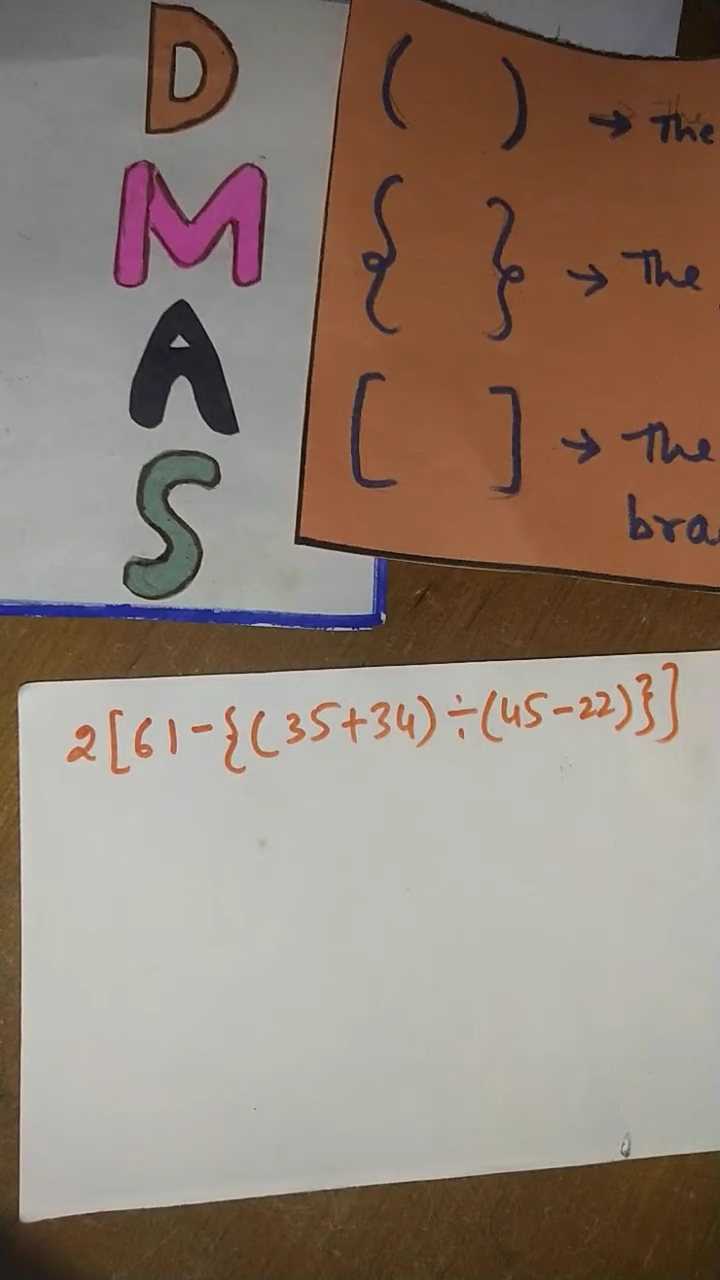 D
M
A
S
( ) → The
{ } → The
[ ] → The
bra
2[61-{(35+34)÷(45-22)}]